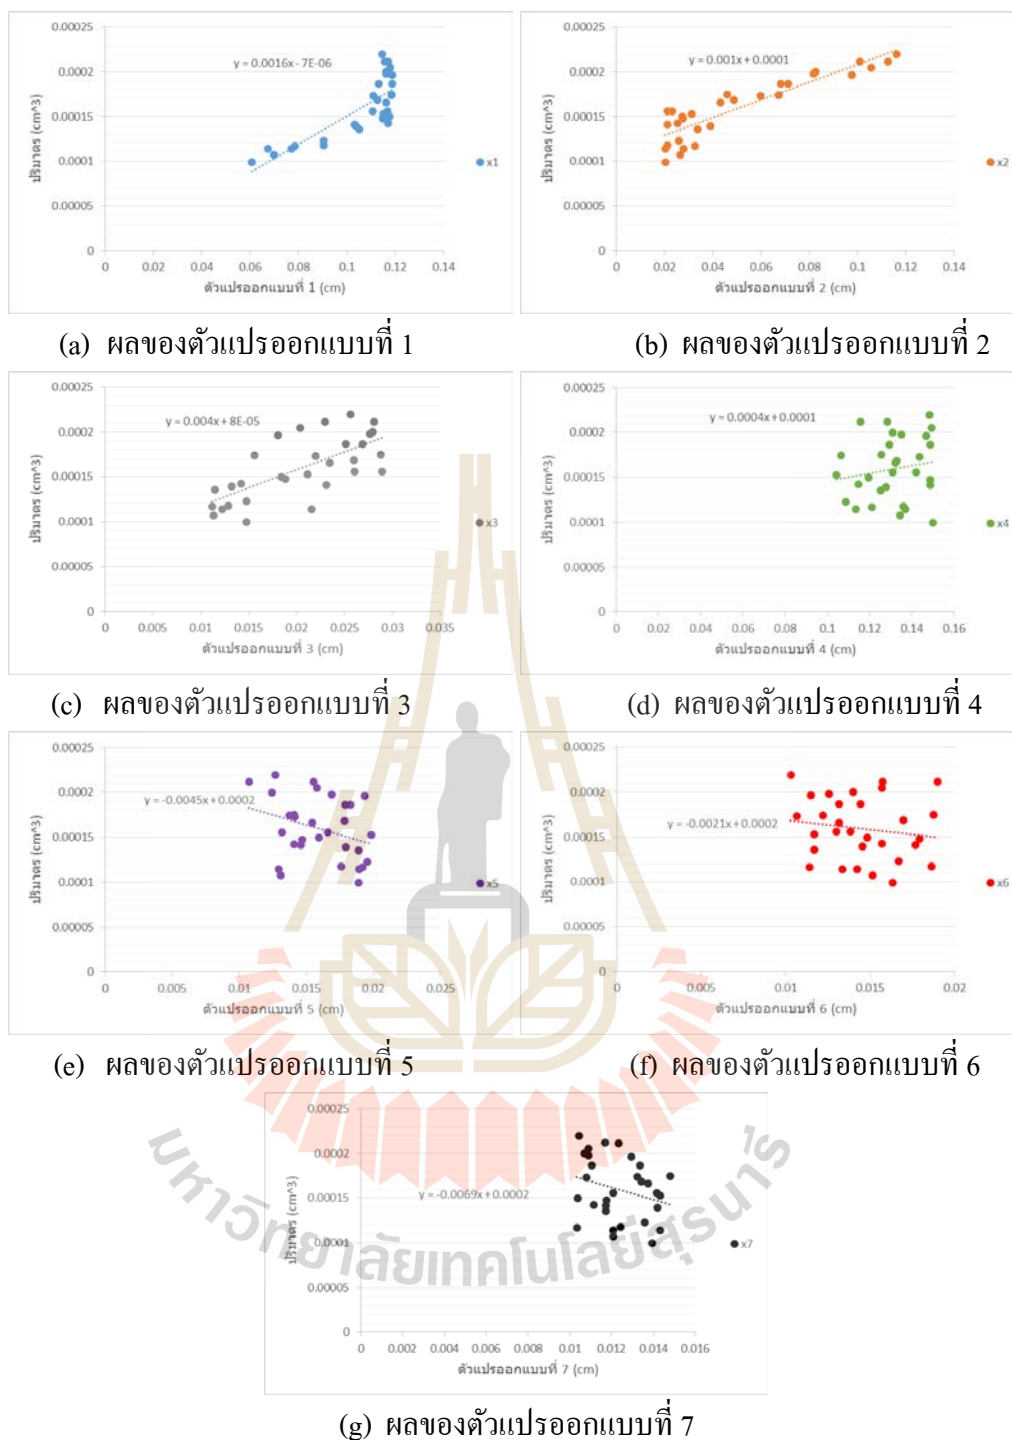 0.00025
0.0002
0.00015
0.0001
0.00005
0
ปริมาตร (cm^3)
y = 0.0016x - 7E-06
x1
0 0.02 0.04 0.06 0.08 0.1 0.12 0.14
ตัวแปรออกแบบที่ 1 (cm)
0.00025
0.0002
0.00015
0.0001
0.00005
0
ปริมาตร (cm^3)
y = 0.001x + 0.0001
x2
0 0.02 0.04 0.06 0.08 0.1 0.12 0.14
ตัวแปรออกแบบที่ 2 (cm)
(a) ผลของตัวแปรออกแบบที่ 1
(b) ผลของตัวแปรออกแบบที่ 2
0.00025
0.0002
0.00015
0.0001
0.00005
0
ปริมาตร (cm^3)
y = 0.004x + 8E-05
x3
0 0.005 0.01 0.015 0.02 0.025 0.03 0.035
ตัวแปรออกแบบที่ 3 (cm)
0.00025
0.0002
0.00015
0.0001
0.00005
0
ปริมาตร (cm^3)
y = 0.0004x + 0.0001
x4
0 0.02 0.04 0.06 0.08 0.1 0.12 0.14 0.16
ตัวแปรออกแบบที่ 4 (cm)
(c) ผลของตัวแปรออกแบบที่ 3
(d) ผลของตัวแปรออกแบบที่ 4
0.00025
0.0002
0.00015
0.0001
0.00005
0
ปริมาตร (cm^3)
y = -0.0045x + 0.0002
x5
0 0.005 0.01 0.015 0.02 0.025
ตัวแปรออกแบบที่ 5 (cm)
0.00025
0.0002
0.00015
0.0001
0.00005
0
ปริมาตร (cm^3)
y = -0.0021x + 0.0002
x6
0 0.005 0.01 0.015 0.02
ตัวแปรออกแบบที่ 6 (cm)
(e) ผลของตัวแปรออกแบบที่ 5
(f) ผลของตัวแปรออกแบบที่ 6
0.00025
0.0002
0.00015
0.0001
0.00005
0
ปริมาตร (cm^3)
y = -0.0069x + 0.0002
x7
0 0.002 0.004 0.006 0.008 0.01 0.012 0.014 0.016
ตัวแปรออกแบบที่ 7 (cm)
มหาวิทยาลัยเทคโนโลยีสุรนารี
(g) ผลของตัวแปรออกแบบที่ 7